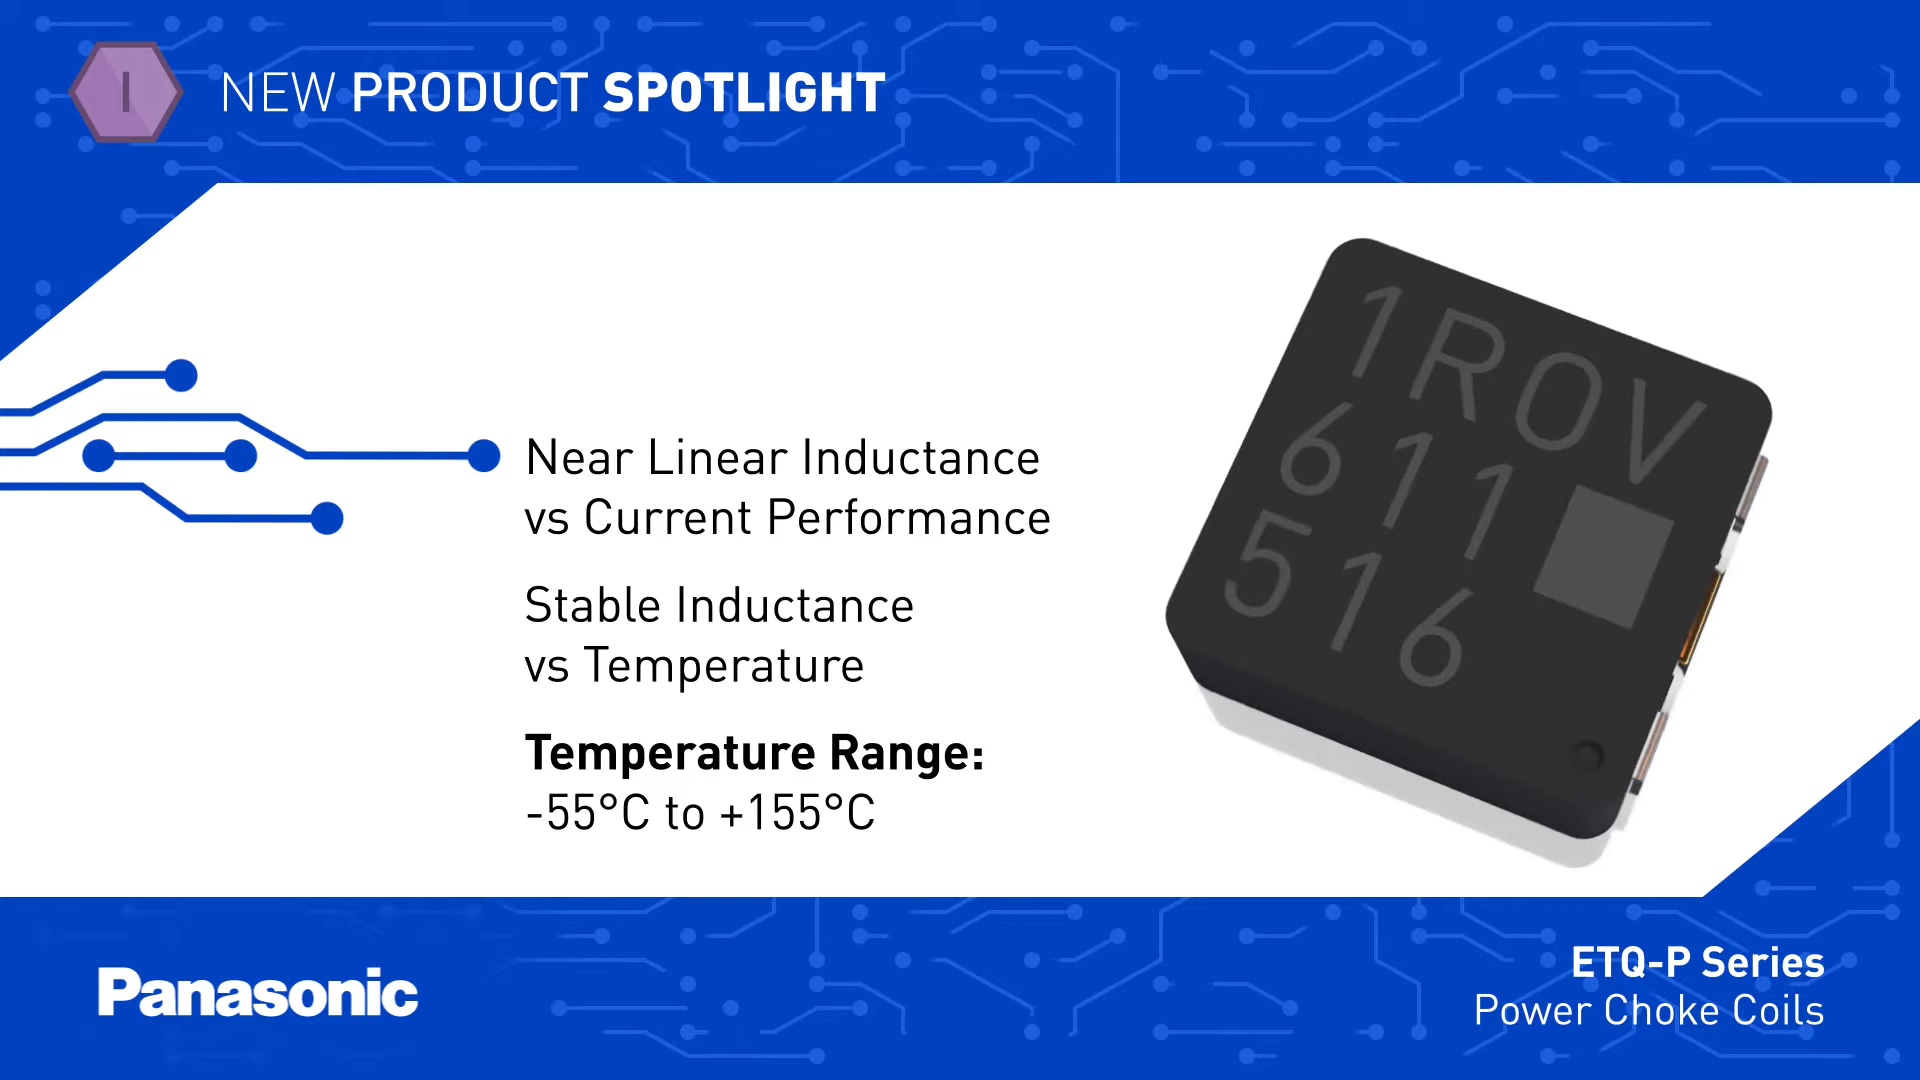 I
NEW PRODUCT SPOTLIGHT
Near Linear Inductance
vs Current Performance
Stable Inductance
vs Temperature
Temperature Range:
-55°C to +155°C
1R0V
611
516
Panasonic
ETQ-P Series
Power Choke Coils